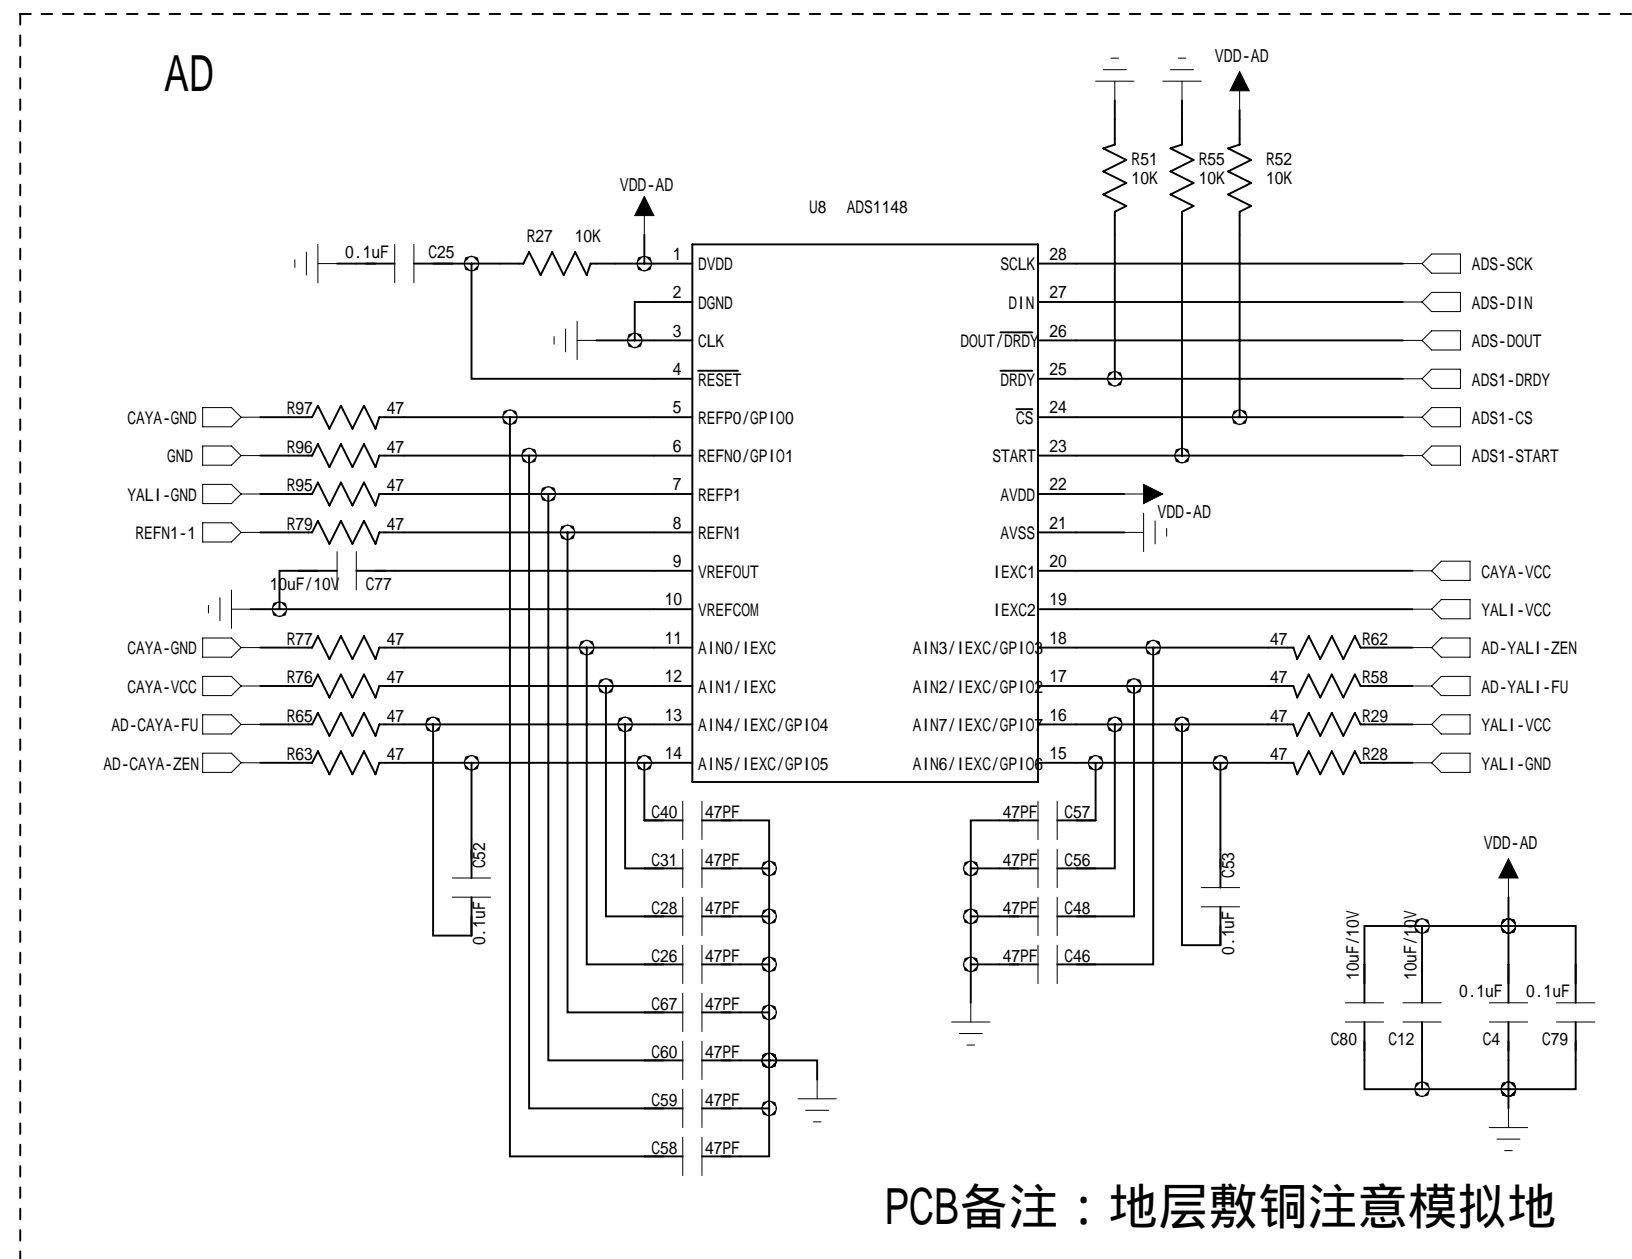 AD
VDD-AD
R51 10K
R55 10K
R52 10K
VDD-AD
U8 ADS1148
0.1uF C25
R27 10K
1 DVDD
2 DGND
3 CLK
4 RESET
CAYA-GND R97 47 5 REFP0/GPIO0
GND R96 47 6 REFN0/GPIO1
YALI-GND R95 47 7 REFP1
REFN1-1 R79 47 8 REFN1
10uF/10V C77 9 VREFOUT
10 VREFCOM
CAYA-GND R77 47 11 AIN0/IEXC
CAYA-VCC R76 47 12 AIN1/IEXC
AD-CAYA-FU R65 47 13 AIN4/IEXC/GPIO4
AD-CAYA-ZEN R63 47 14 AIN5/IEXC/GPIO5
SCLK 28 ADS-SCK
DIN 27 ADS-DIN
DOUT/DRDY 26 ADS-DOUT
DRDY 25 ADS1-DRDY
CS 24 ADS1-CS
START 23 ADS1-START
AVDD 22 VDD-AD
AVSS 21
IEXC1 20 CAYA-VCC
IEXC2 19 YALI-VCC
AIN3/IEXC/GPIO3 18 47 R62 AD-YALI-ZEN
AIN2/IEXC/GPIO2 17 47 R58 AD-YALI-FU
AIN7/IEXC/GPIO7 16 47 R29 YALI-VCC
AIN6/IEXC/GPIO6 15 47 R28 YALI-GND
C40 47PF
C31 47PF
C28 47PF
C26 47PF
C67 47PF
C60 47PF
C59 47PF
C58 47PF
C52 0.1uF
47PF C57
47PF C56
47PF C48
47PF C46
C53 0.1uF
VDD-AD
10uF/10V 10uF/10V 0.1uF 0.1uF
C80 C12 C4 C79
PCB备注：地层敷铜注意模拟地